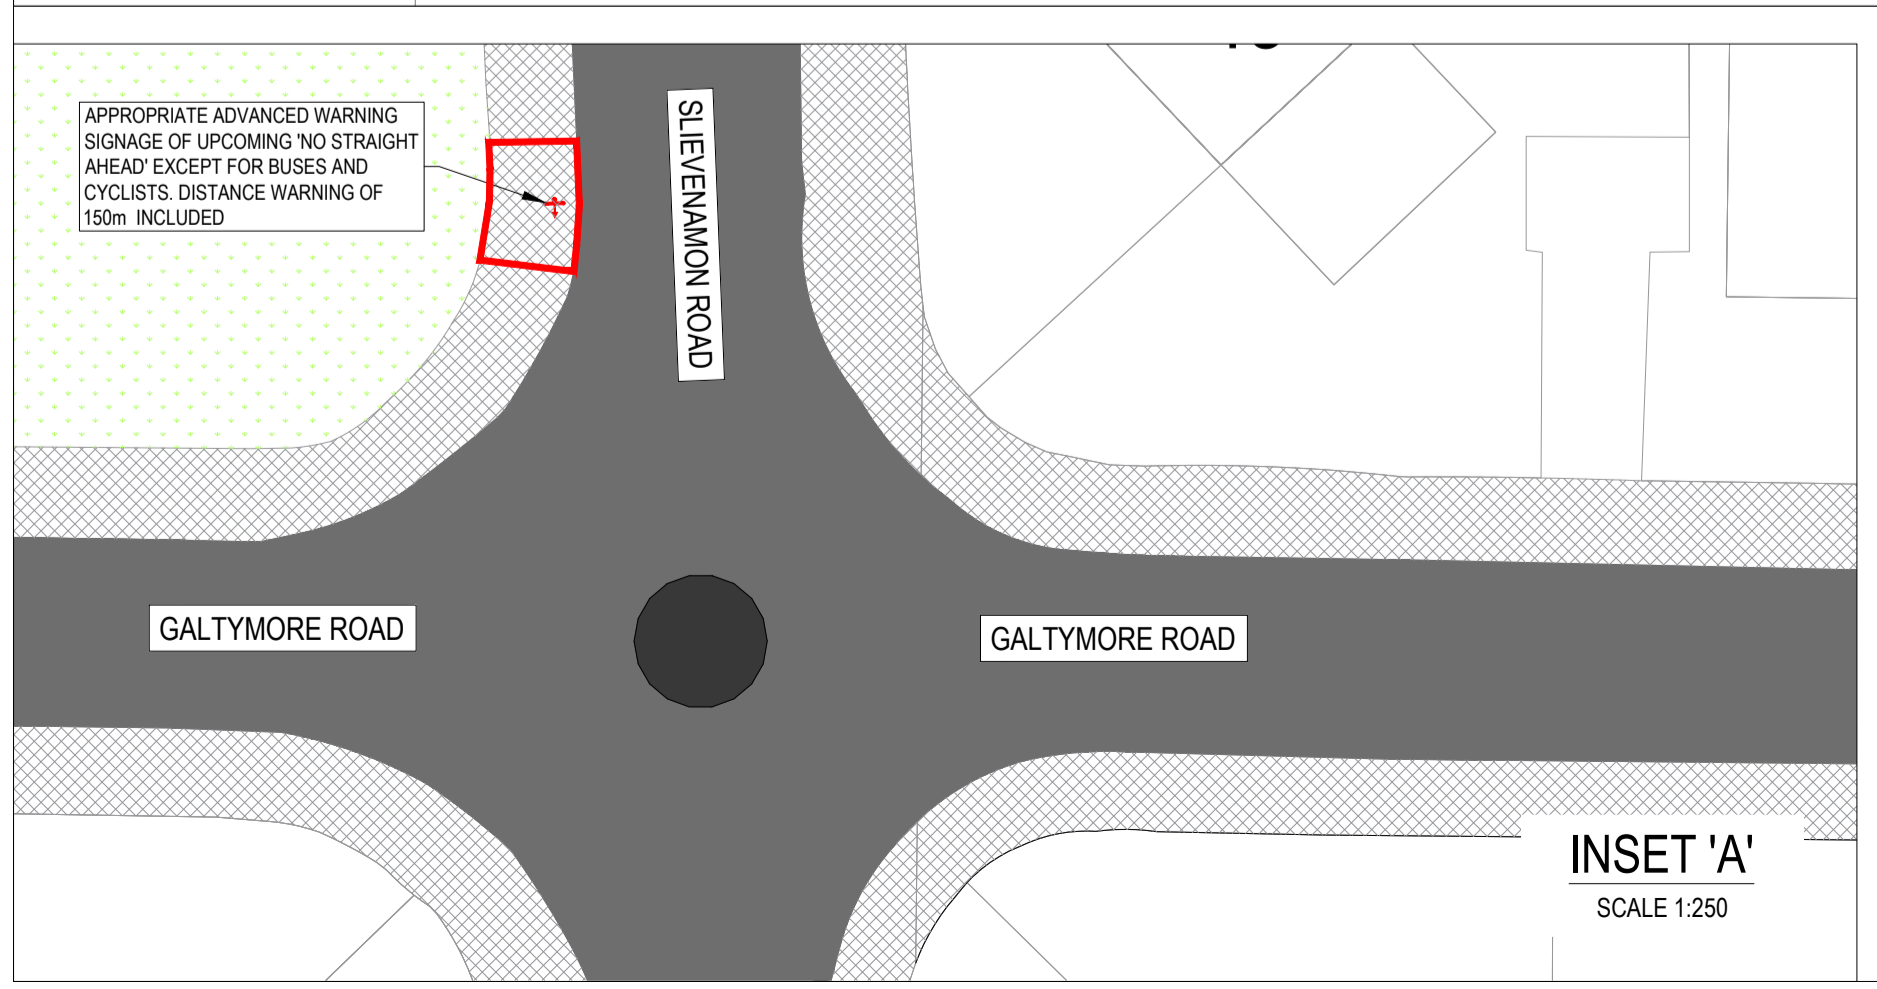 APPROPRIATE ADVANCED WARNING
SIGNAGE OF UPCOMING 'NO STRAIGHT
AHEAD' EXCEPT FOR BUSES AND
CYCLISTS. DISTANCE WARNING OF
150m INCLUDED
SLIEVENAMON ROAD
GALTYMORE ROAD
GALTYMORE ROAD
INSET 'A'
SCALE 1:250